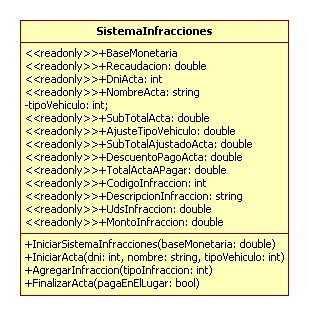 SistemaInfracciones
<<readonly>>+BaseMonetaria
<<readonly>>+Recaudacion: double
<<readonly>>+DniActa: int
<<readonly>>+NombreActa: string
-tipoVehiculo: int;
<<readonly>>+SubTotalActa: double
<<readonly>>+AjusteTipoVehiculo: double
<<readonly>>+SubTotalAjustadoActa: double
<<readonly>>+DescuentoPagoActa: double
<<readonly>>+TotalActaAPagar: double
<<readonly>>+CodigoInfraccion: int
<<readonly>>+DescripcionInfraccion: string
<<readonly>>+UdsInfraccion: double
<<readonly>>+MontoInfraccion: double
+IniciarSistemaInfracciones(baseMonetaria: double)
+IniciarActa(dni: int, nombre: string, tipoVehiculo: int)
+AgregarInfraccion(tipoInfraccion: int)
+FinalizarActa(pagaEnElLugar: bool)